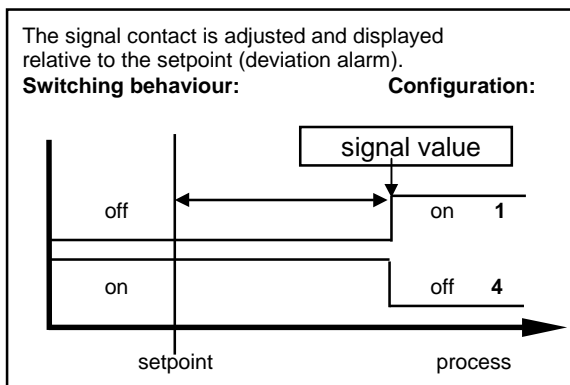 The signal contact is adjusted and displayed
relative to the setpoint (deviation alarm).
Switching behaviour: Configuration:
signal value
off on 1
on off 4
setpoint process